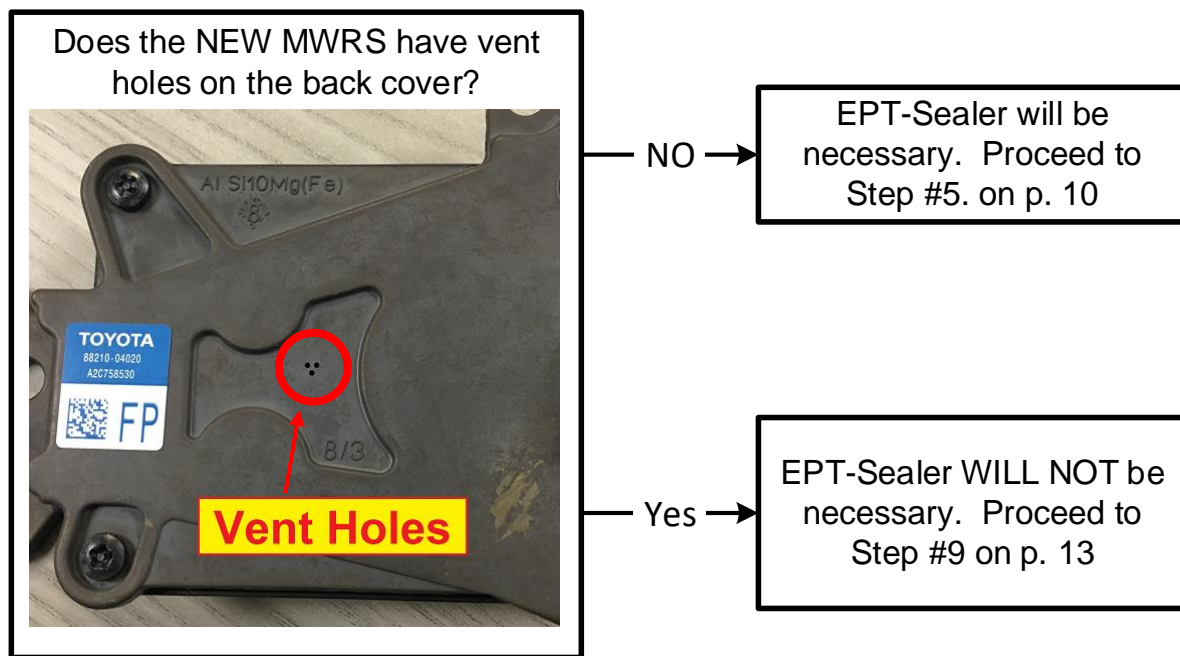 Does the NEW MWRS have vent
holes on the back cover?
Al Si10Mg(Fe)
8
TOYOTA
88210-04020
A2C758530
FP
8/3
Vent Holes
NO
EPT-Sealer will be
necessary. Proceed to
Step #5. on p. 10
Yes
EPT-Sealer WILL NOT be
necessary. Proceed to
Step #9 on p. 13